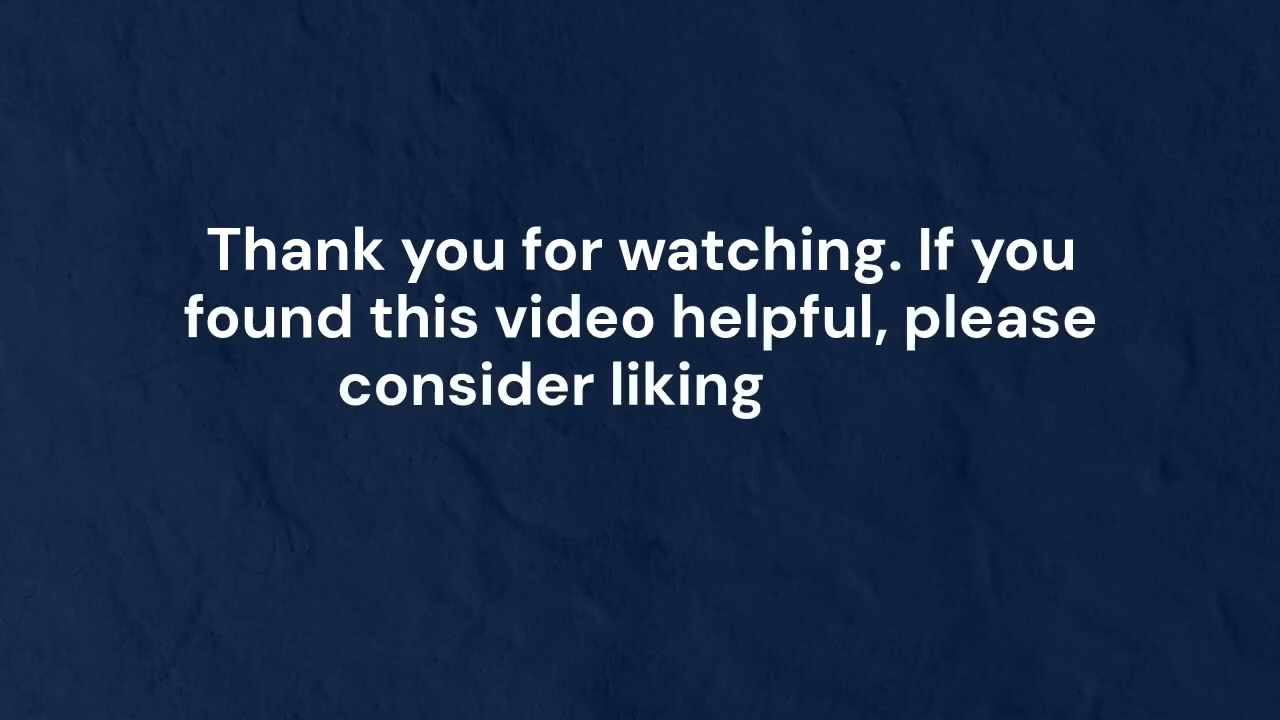 Thank you for watching. If you
found this video helpful, please
consider liking